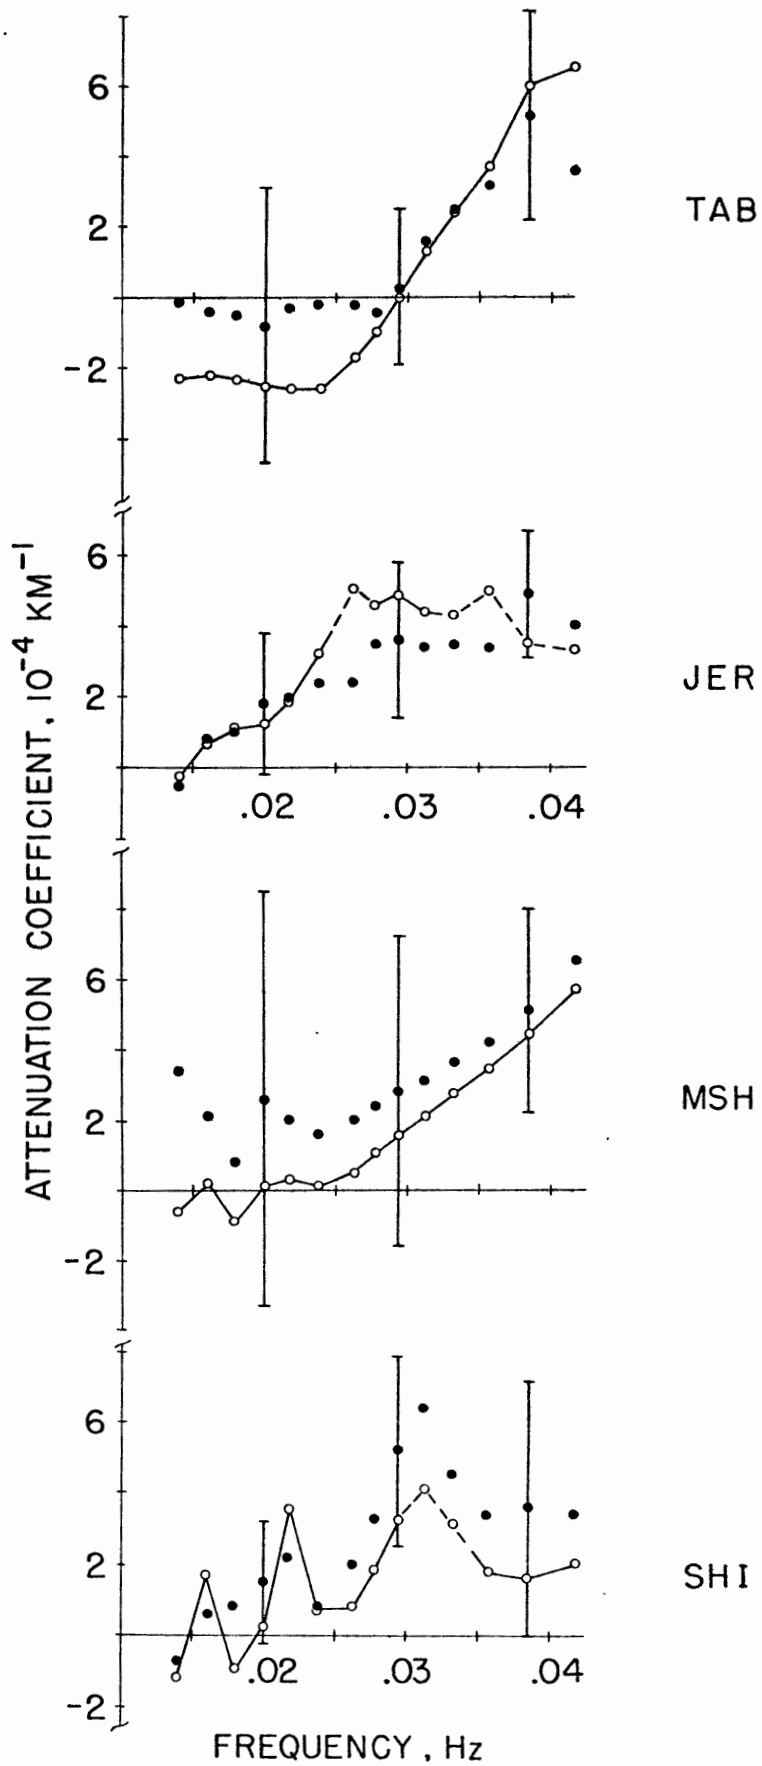 6
2
-2
TAB
6
2
.02
.03
.04
JER
6
2
-2
MSH
6
2
-2
.02
.03
.04
SHI
ATTENUATION COEFFICIENT, 10⁻⁴ KM⁻¹
FREQUENCY, Hz